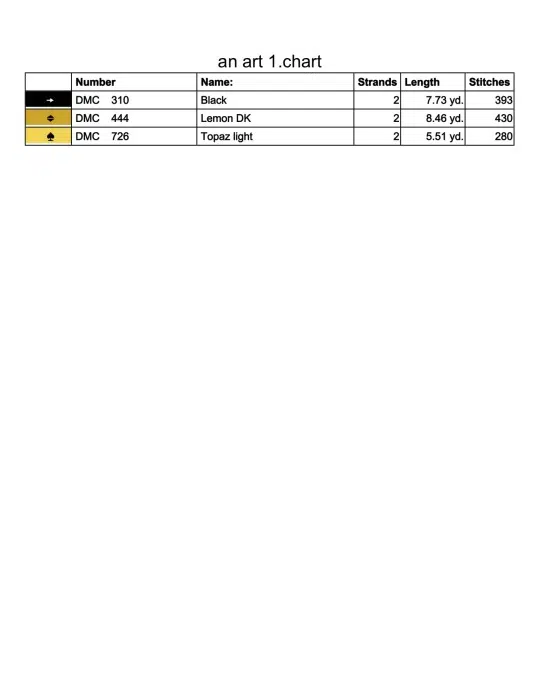 an art 1.chart
Number Name: Strands Length Stitches
DMC 310 Black 2 7.73 yd. 393
DMC 444 Lemon DK 2 8.46 yd. 430
DMC 726 Topaz light 2 5.51 yd. 280